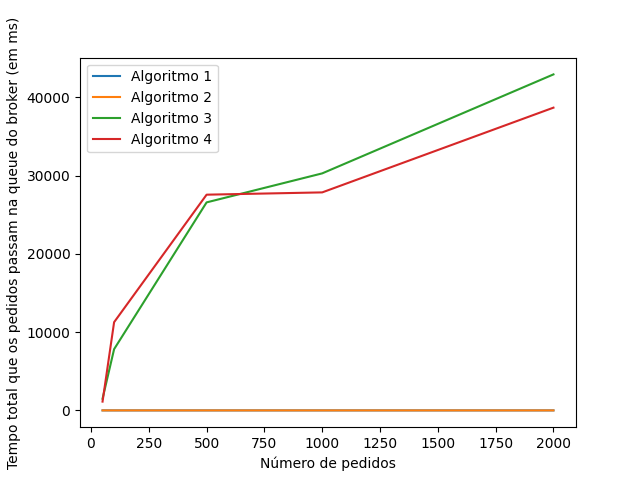 Algoritmo 1
Algoritmo 2
Algoritmo 3
Algoritmo 4
Tempo total que os pedidos passam na queue do broker (em ms)
40000
30000
20000
10000
0
0 250 500 750 1000 1250 1500 1750 2000
Número de pedidos